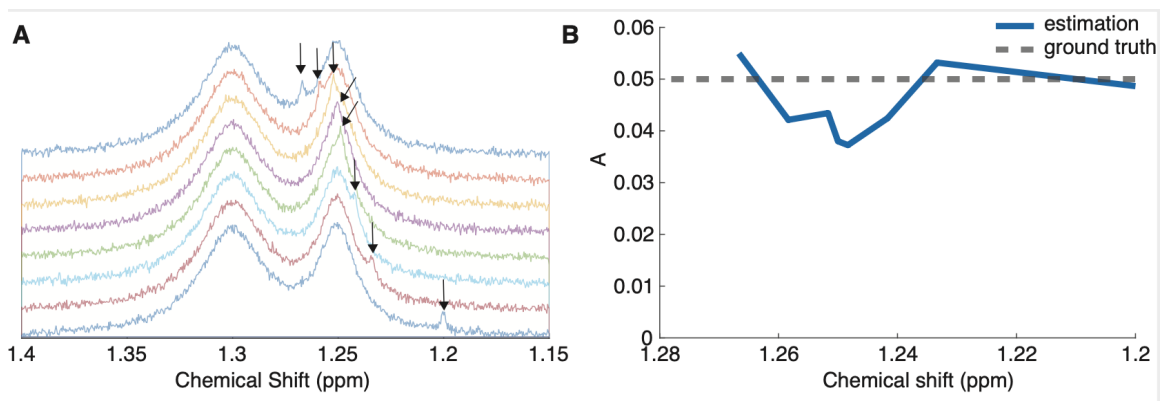 A
1.4
1.35
1.3
1.25
1.2
1.15
Chemical Shift (ppm)
B
estimation
ground truth
0.06
0.05
0.04
0.03
0.02
0.01
0
A
1.28
1.26
1.24
1.22
1.2
Chemical shift (ppm)